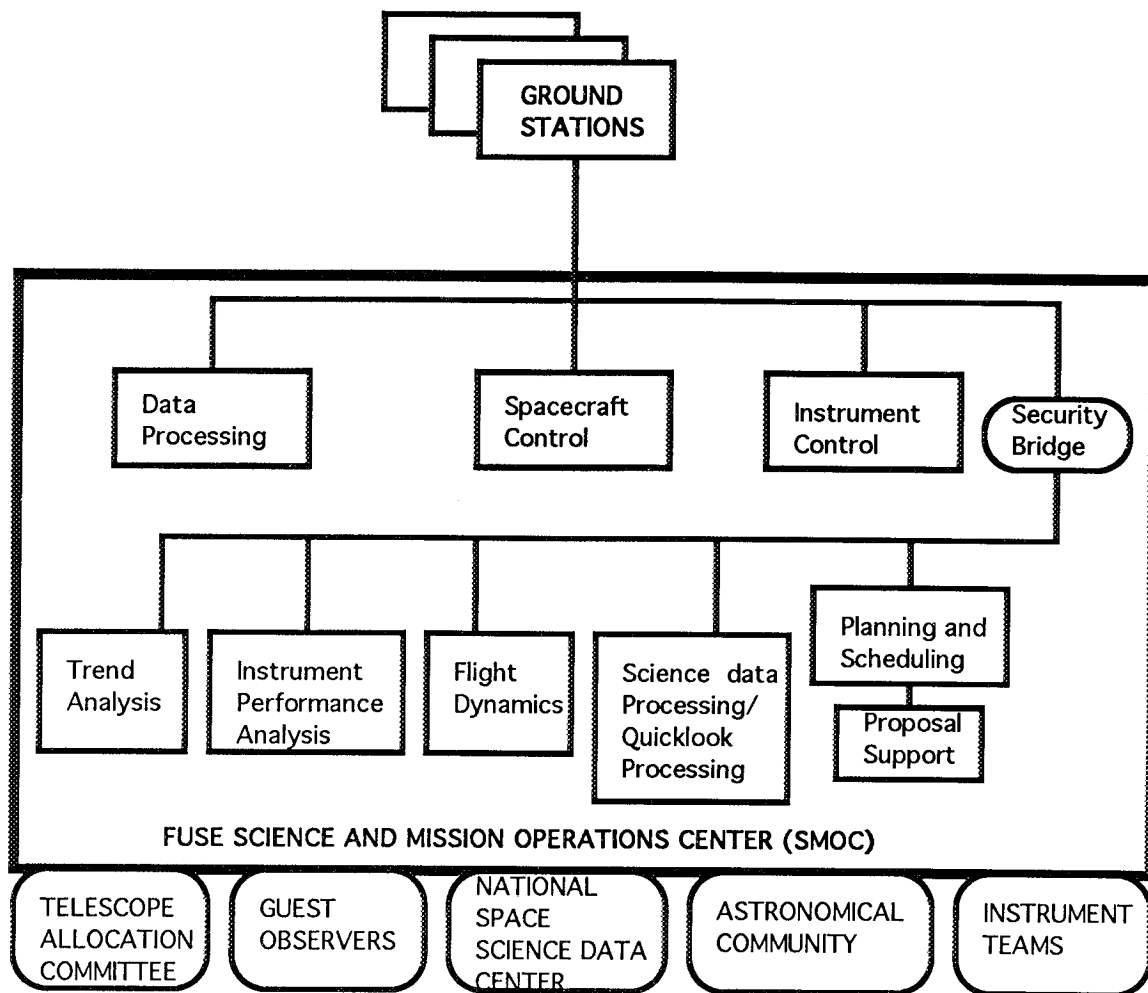 GROUND
STATIONS
Data
Processing
Spacecraft
Control
Instrument
Control
Security
Bridge
Trend
Analysis
Instrument
Performance
Analysis
Flight
Dynamics
Science data
Processing/
Quicklook
Processing
Planning and
Scheduling
Proposal
Support
FUSE SCIENCE AND MISSION OPERATIONS CENTER (SMOC)
TELESCOPE
ALLOCATION
COMMITTEE
GUEST
OBSERVERS
NATIONAL
SPACE
SCIENCE DATA
CENTER
ASTRONOMICAL
COMMUNITY
INSTRUMENT
TEAMS